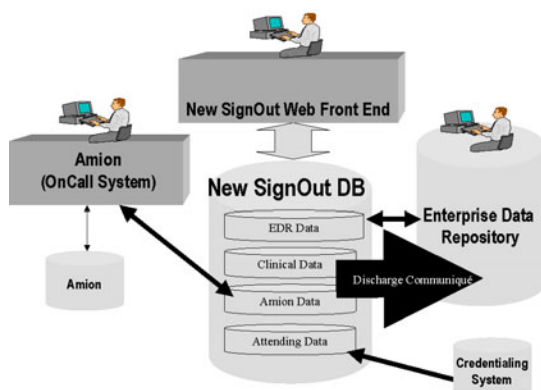 New SignOut Web Front End
Amion
(OnCall System)
New SignOut DB
EDR Data
Clinical Data
Amion Data
Attending Data
Enterprise Data
Repository
Discharge Communiqué
Amion
Credentialing
System